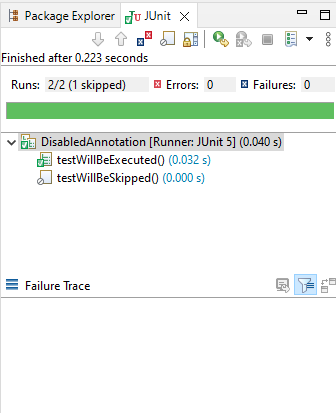 Package Explorer JUnit
Finished after 0.223 seconds
Runs: 2/2 (1 skipped) Errors: 0 Failures: 0
DisabledAnnotation [Runner: JUnit 5] (0.040 s)
testWillBeExecuted() (0.032 s)
testWillBeSkipped() (0.000 s)
Failure Trace